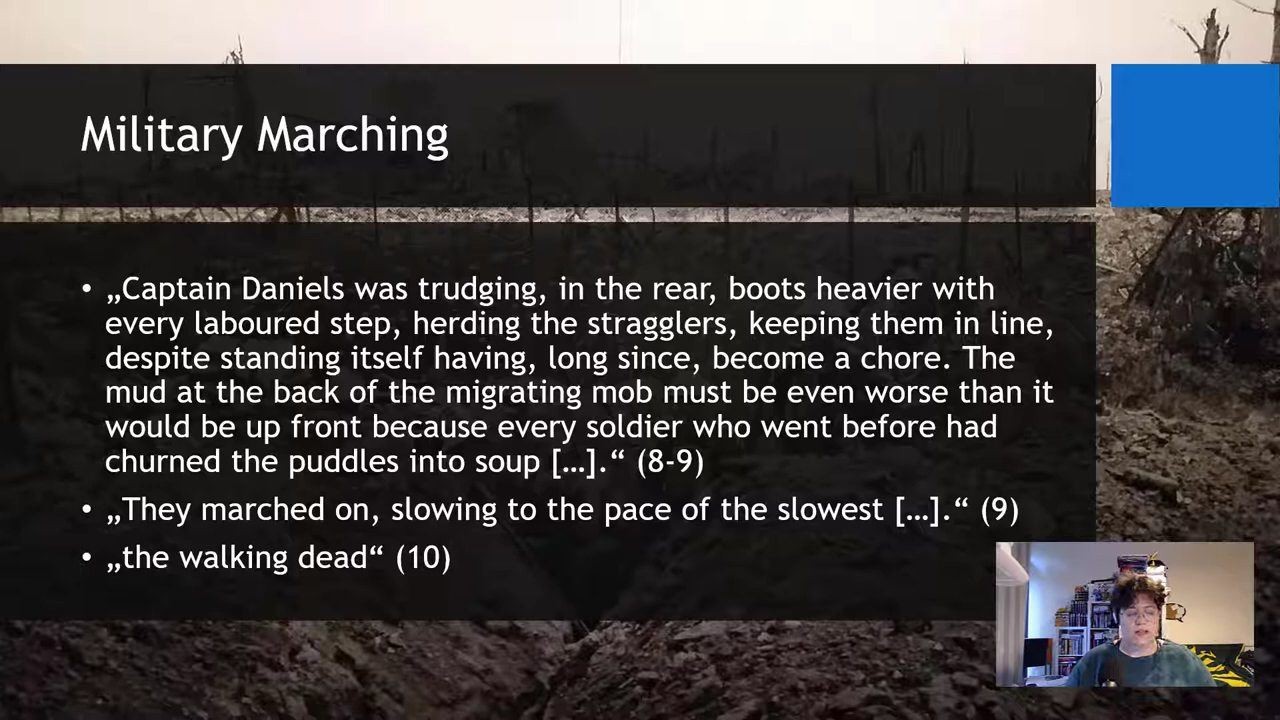 Military Marching
• „Captain Daniels was trudging, in the rear, boots heavier with
every laboured step, herding the stragglers, keeping them in line,
despite standing itself having, long since, become a chore. The
mud at the back of the migrating mob must be even worse than it
would be up front because every soldier who went before had
churned the puddles into soup […].“ (8-9)
• „They marched on, slowing to the pace of the slowest […].“ (9)
• „the walking dead“ (10)